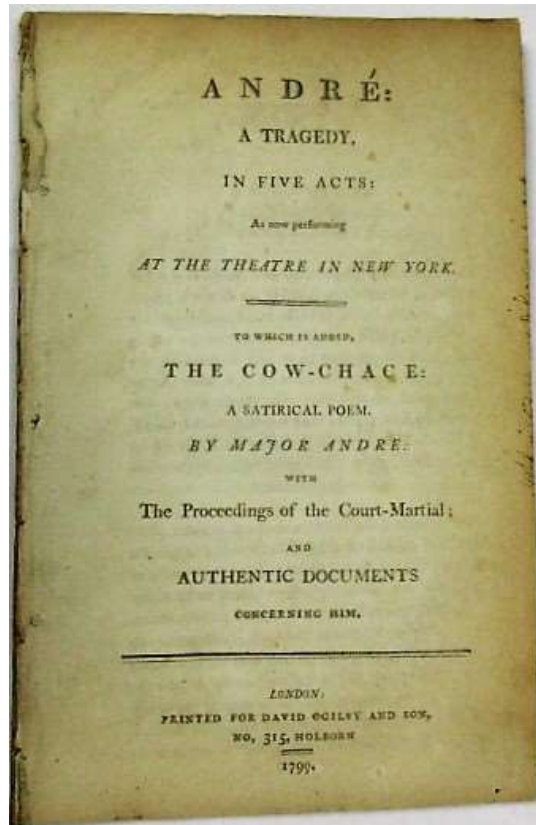 ANDRÉ:
A TRAGEDY,
IN FIVE ACTS:
As now performing
AT THE THEATRE IN NEW YORK.
TO WHICH IS ADDED,
THE COW-CHACE:
A SATIRICAL POEM.
BY MAJOR ANDRE:
WITH
The Proceedings of the Court-Martial;
AND
AUTHENTIC DOCUMENTS
CONCERNING HIM.
LONDON:
PRINTED FOR DAVID OGILVY AND SON,
NO, 315, HOLBORN
1799.